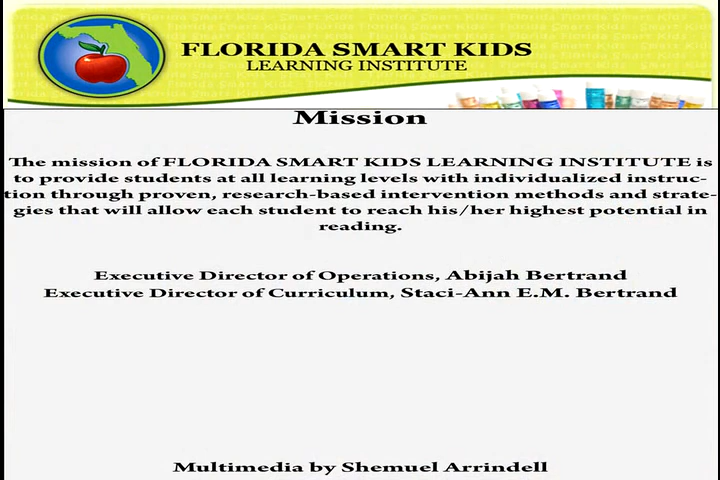 FLORIDA SMART KIDS
LEARNING INSTITUTE
Mission
The mission of FLORIDA SMART KIDS LEARNING INSTITUTE is
to provide students at all learning levels with individualized instruc-
tion through proven, research-based intervention methods and strate-
gies that will allow each student to reach his/her highest potential in
reading.
Executive Director of Operations, Abijah Bertrand
Executive Director of Curriculum, Staci-Ann E.M. Bertrand
Multimedia by Shemuel Arrindell